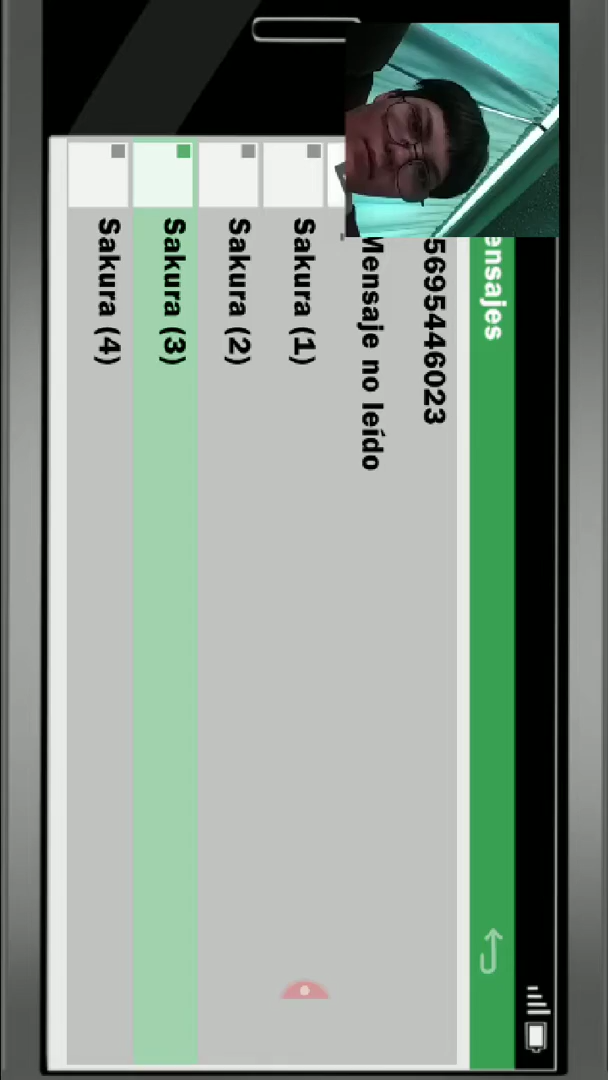 ensajes
5695446023
Mensaje no leído
Sakura (1)
Sakura (2)
Sakura (3)
Sakura (4)